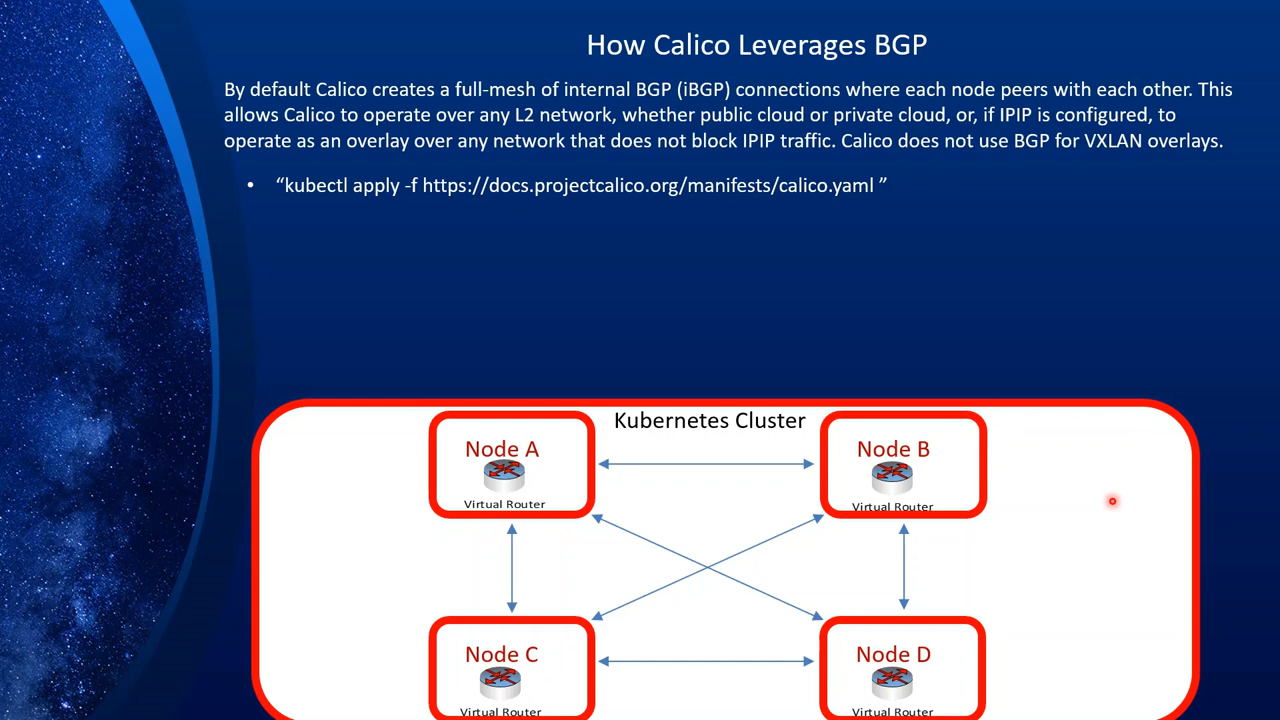 How Calico Leverages BGP
By default Calico creates a full-mesh of internal BGP (iBGP) connections where each node peers with each other. This
allows Calico to operate over any L2 network, whether public cloud or private cloud, or, if IPIP is configured, to
operate as an overlay over any network that does not block IPIP traffic. Calico does not use BGP for VXLAN overlays.
• “kubectl apply -f https://docs.projectcalico.org/manifests/calico.yaml ”
Kubernetes Cluster
Node A
Virtual Router
Node B
Virtual Router
Node C
Virtual Router
Node D
Virtual Router